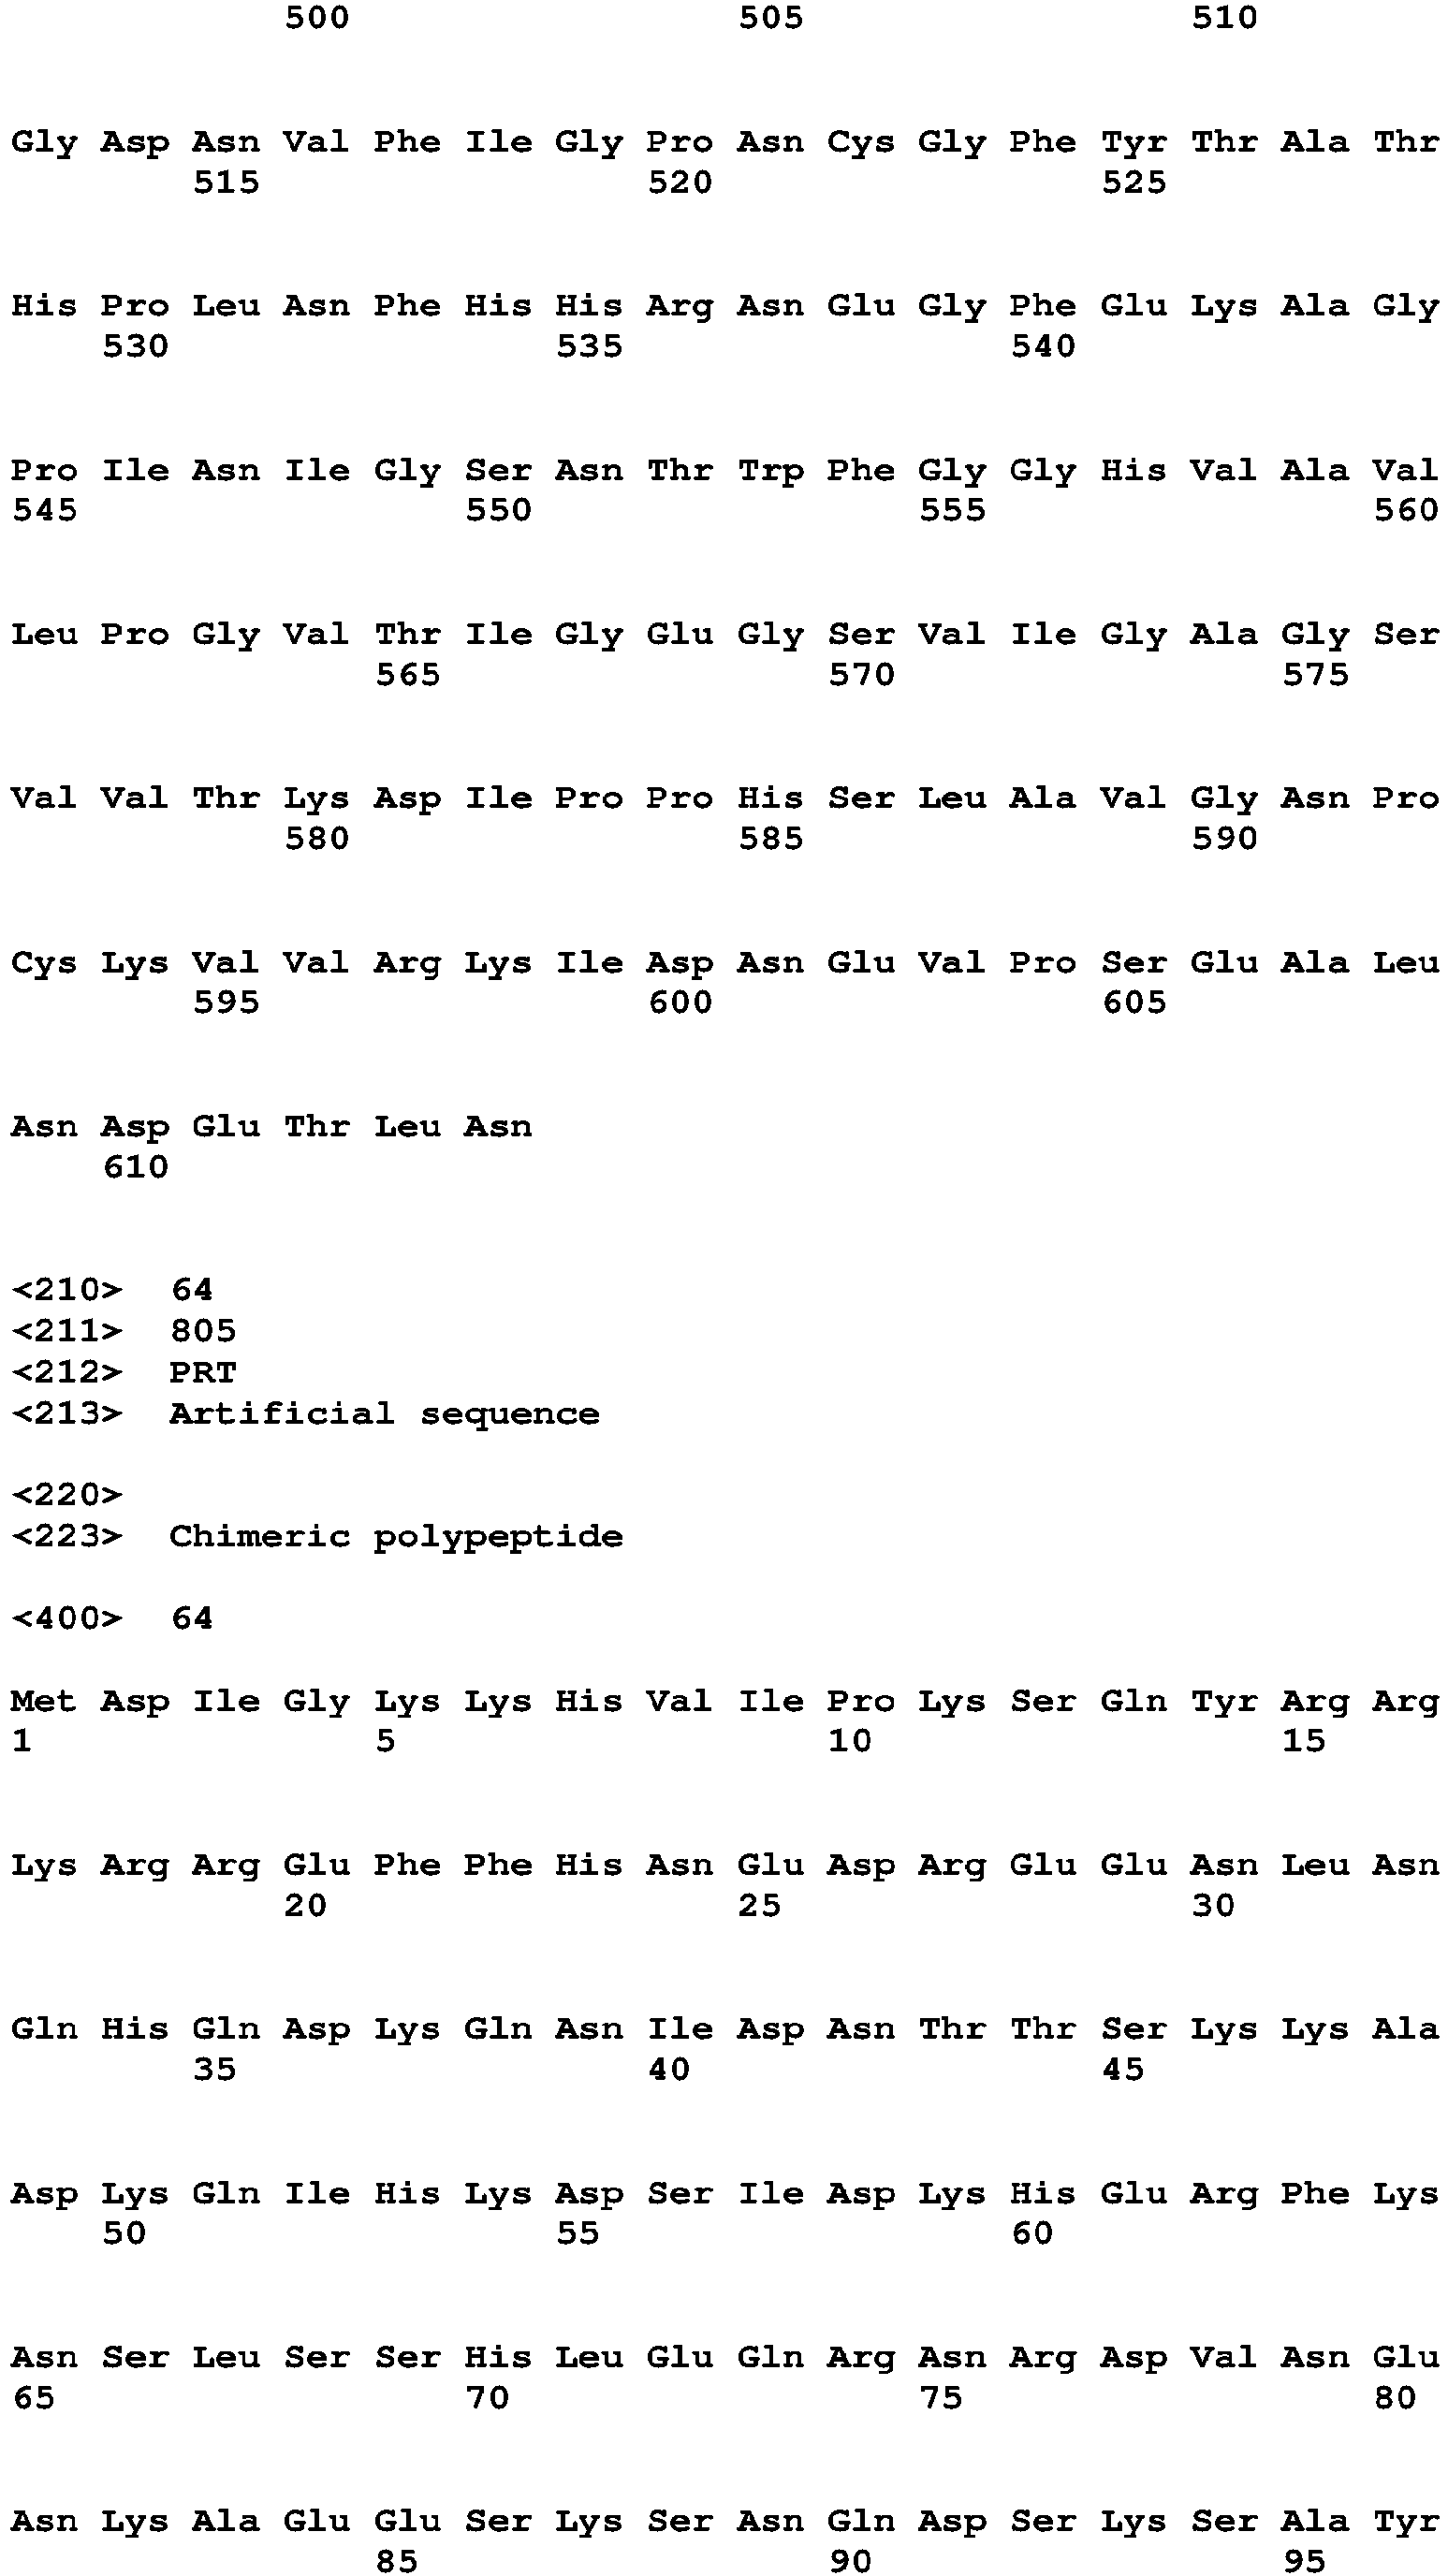 500 505 510
Gly Asp Asn Val Phe Ile Gly Pro Asn Cys Gly Phe Tyr Thr Ala Thr
515 520 525
His Pro Leu Asn Phe His His Arg Asn Glu Gly Phe Glu Lys Ala Gly
530 535 540
Pro Ile Asn Ile Gly Ser Asn Thr Trp Phe Gly Gly His Val Ala Val
545 550 555 560
Leu Pro Gly Val Thr Ile Gly Glu Gly Ser Val Ile Gly Ala Gly Ser
565 570 575
Val Val Thr Lys Asp Ile Pro Pro His Ser Leu Ala Val Gly Asn Pro
580 585 590
Cys Lys Val Val Arg Lys Ile Asp Asn Glu Val Pro Ser Glu Ala Leu
595 600 605
Asn Asp Glu Thr Leu Asn
610
<210> 64
<211> 805
<212> PRT
<213> Artificial sequence
<220>
<223> Chimeric polypeptide
<400> 64
Met Asp Ile Gly Lys Lys His Val Ile Pro Lys Ser Gln Tyr Arg Arg
1 5 10 15
Lys Arg Arg Glu Phe Phe His Asn Glu Asp Arg Glu Glu Asn Leu Asn
20 25 30
Gln His Gln Asp Lys Gln Asn Ile Asp Asn Thr Thr Ser Lys Lys Ala
35 40 45
Asp Lys Gln Ile His Lys Asp Ser Ile Asp Lys His Glu Arg Phe Lys
50 55 60
Asn Ser Leu Ser Ser His Leu Glu Gln Arg Asn Arg Asp Val Asn Glu
65 70 75 80
Asn Lys Ala Glu Glu Ser Lys Ser Asn Gln Asp Ser Lys Ser Ala Tyr
85 90 95